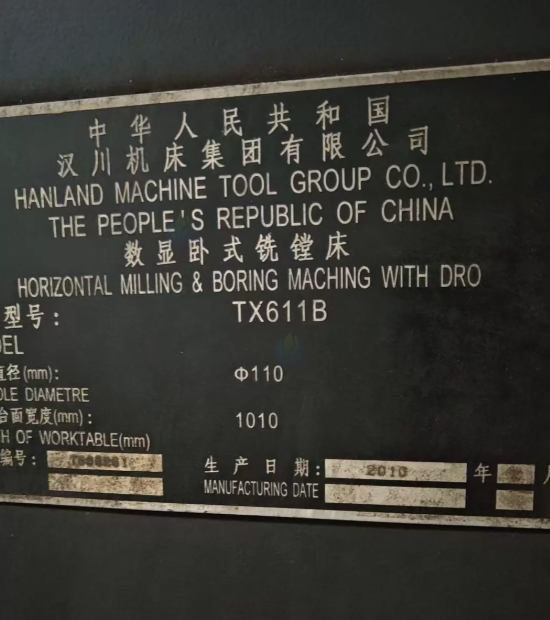 中华人民共和国
汉川机床集团有限公司
HANLAND MACHINE TOOL GROUP CO., LTD.
THE PEOPLE'S REPUBLIC OF CHINA
数显卧式铣镗床
HORIZONTAL MILLING & BORING MACHING WITH DRO
型号: TX611B
DEL
直径(mm): Φ110
DLE DIAMETRE
台面宽度(mm): 1010
H OF WORKTABLE(mm)
编号: 生产日期: 2010 年
MANUFACTURING DATE